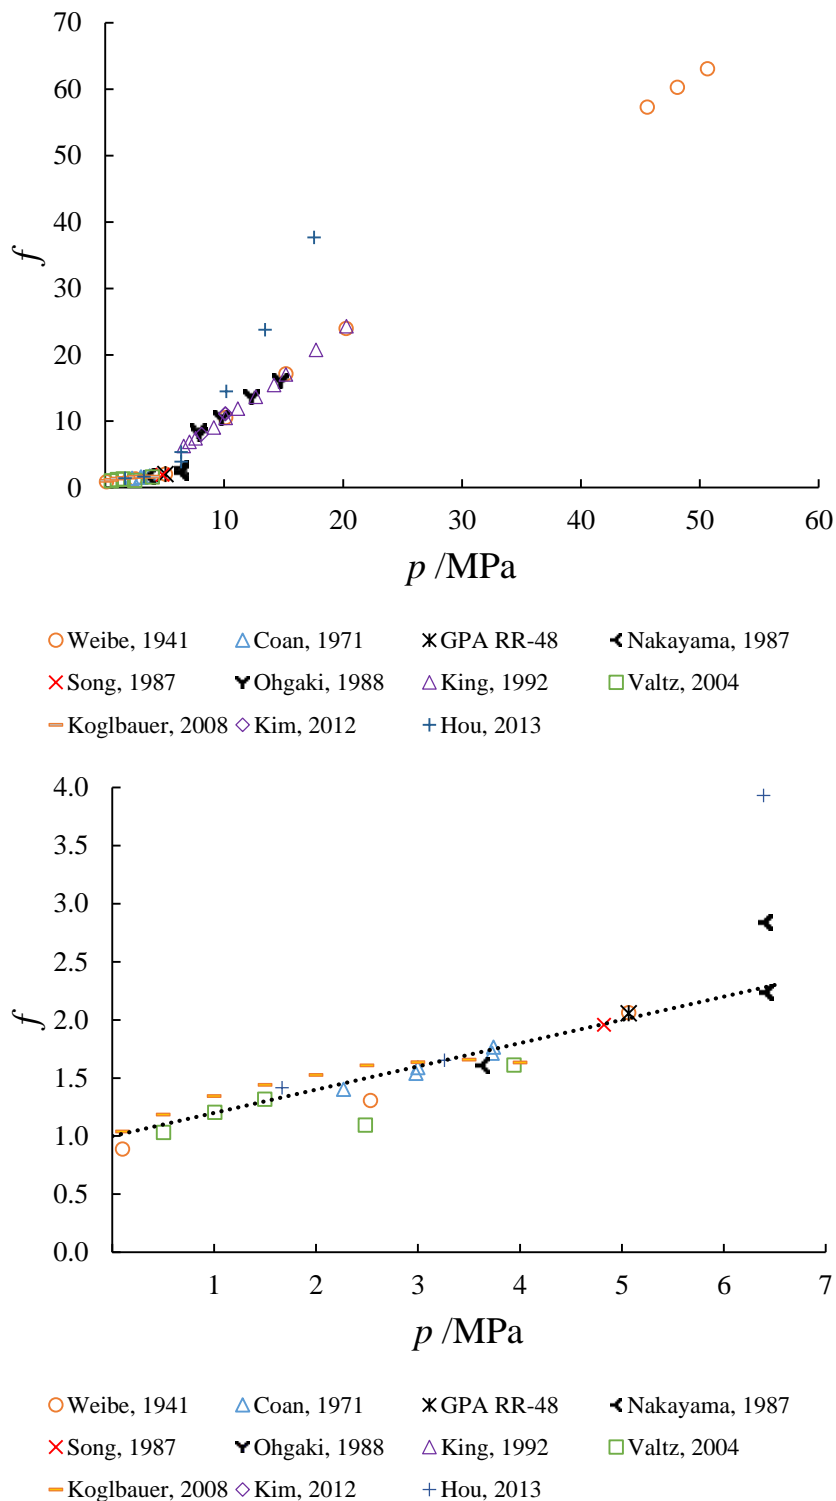 70
60
50
40
f
30
20
10
0
10 20 30 40 50 60
p /MPa
Weibe, 1941 Coan, 1971 GPA RR-48 Nakayama, 1987
Song, 1987 Ohgaki, 1988 King, 1992 Valtz, 2004
Koglbauer, 2008 Kim, 2012 Hou, 2013
4.0
3.5
3.0
2.5
f
2.0
1.5
1.0
0.5
0.0
1 2 3 4 5 6 7
p /MPa
Weibe, 1941 Coan, 1971 GPA RR-48 Nakayama, 1987
Song, 1987 Ohgaki, 1988 King, 1992 Valtz, 2004
Koglbauer, 2008 Kim, 2012 Hou, 2013